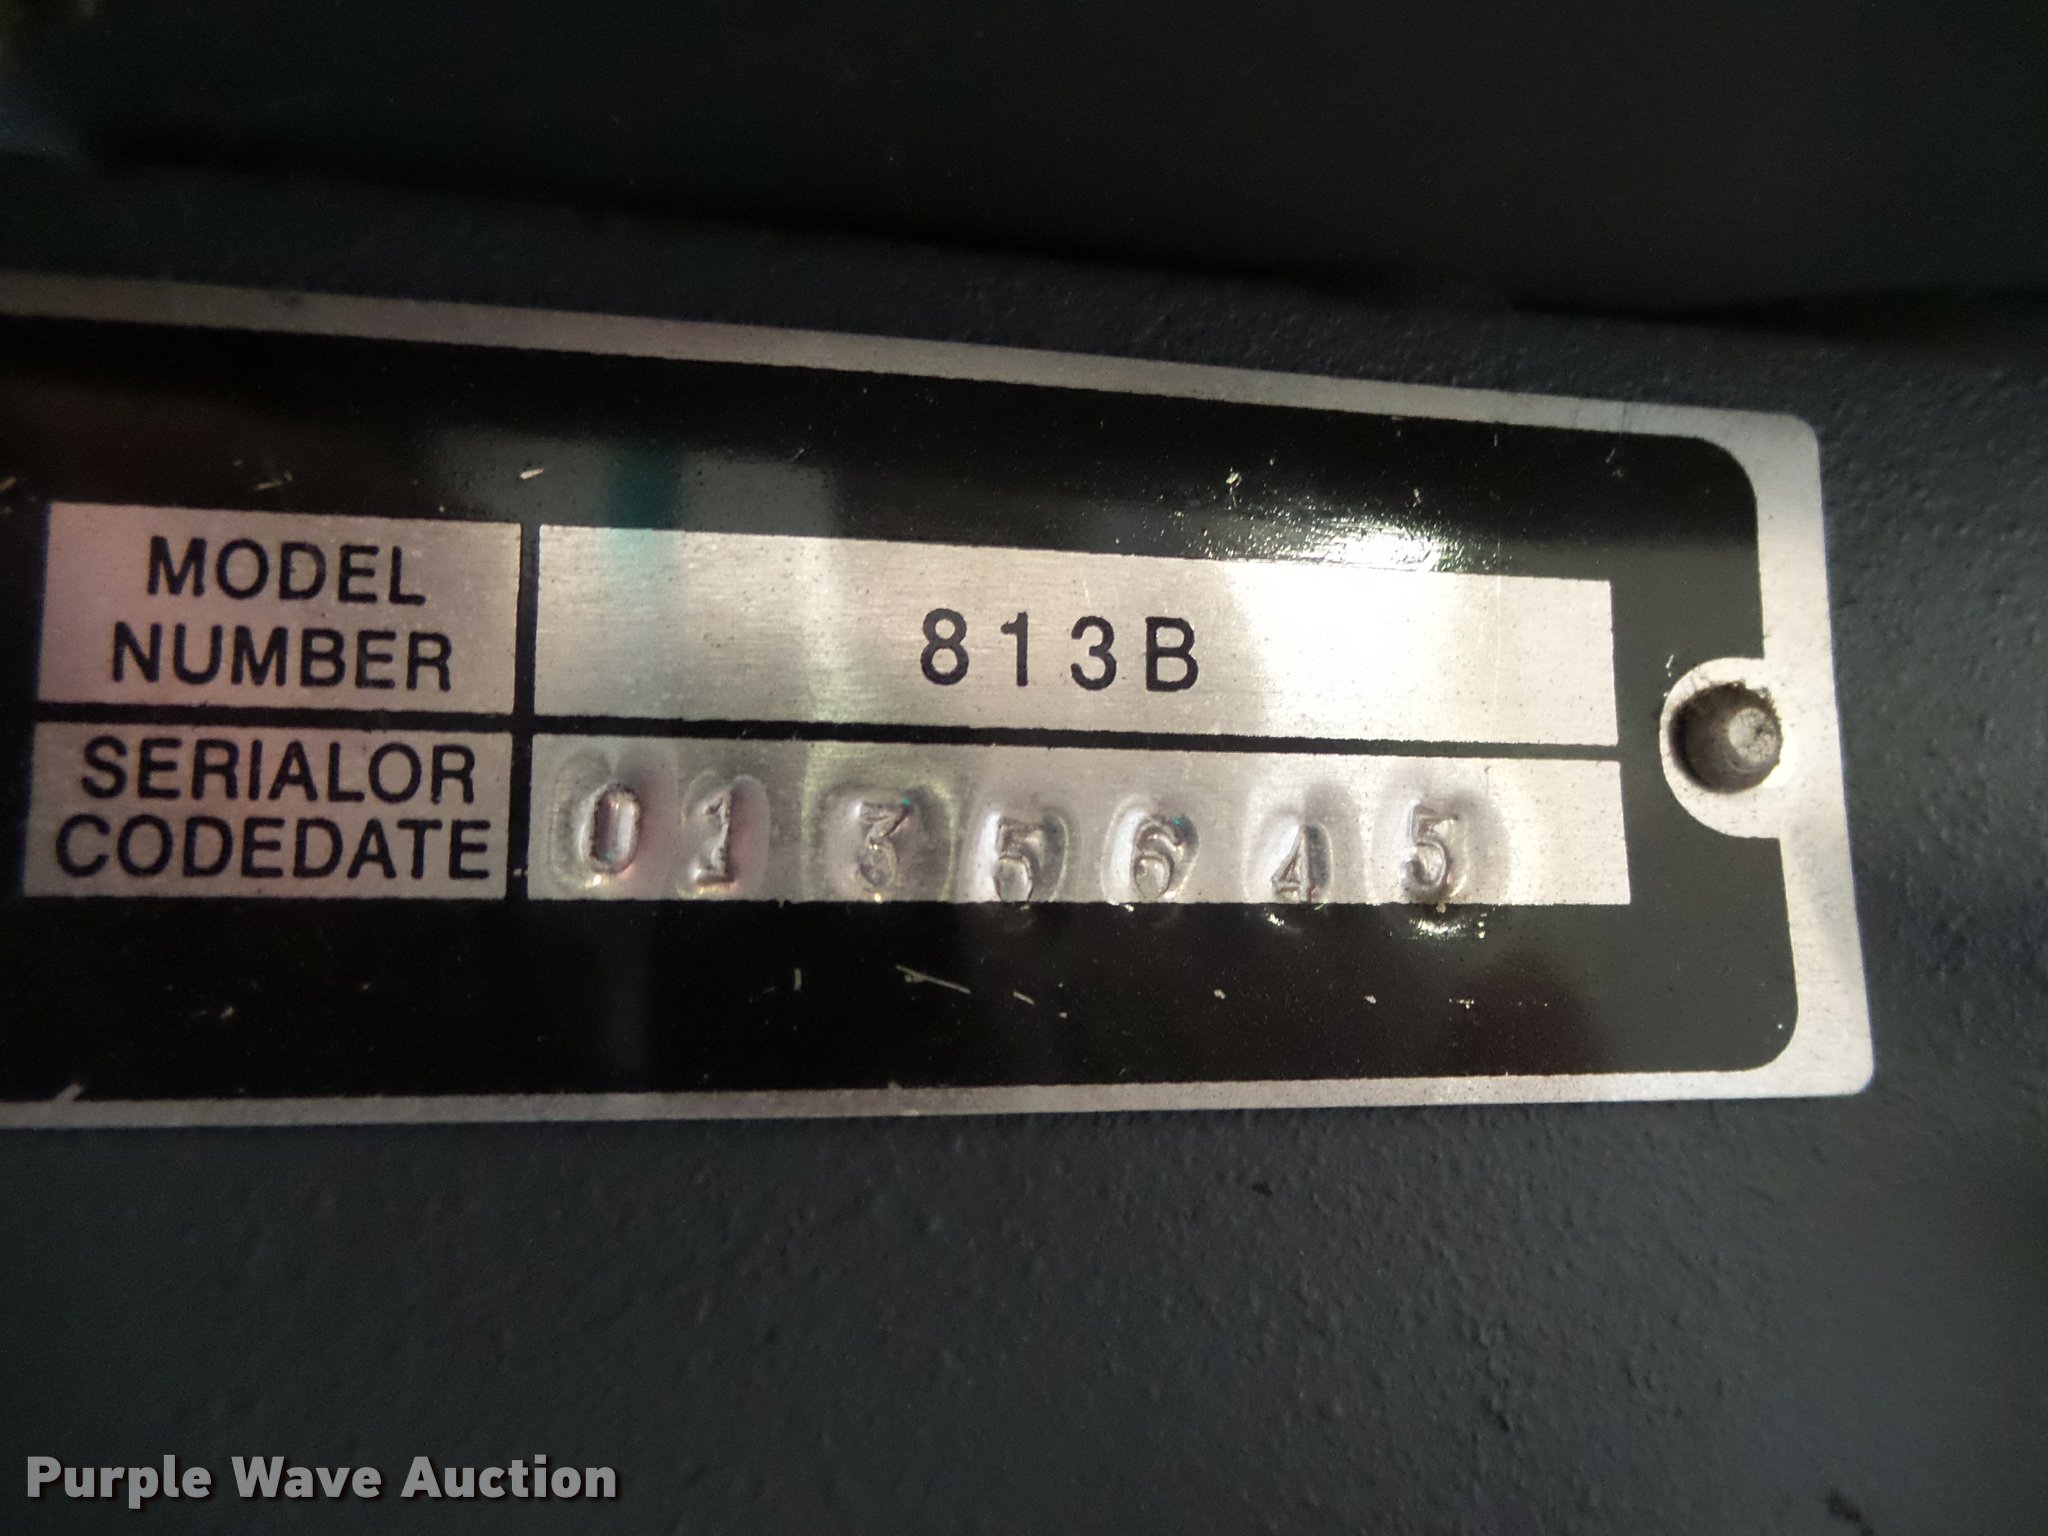 MODEL NUMBER
813B
SERIALOR CODEDATE
0135645
Purple Wave Auction